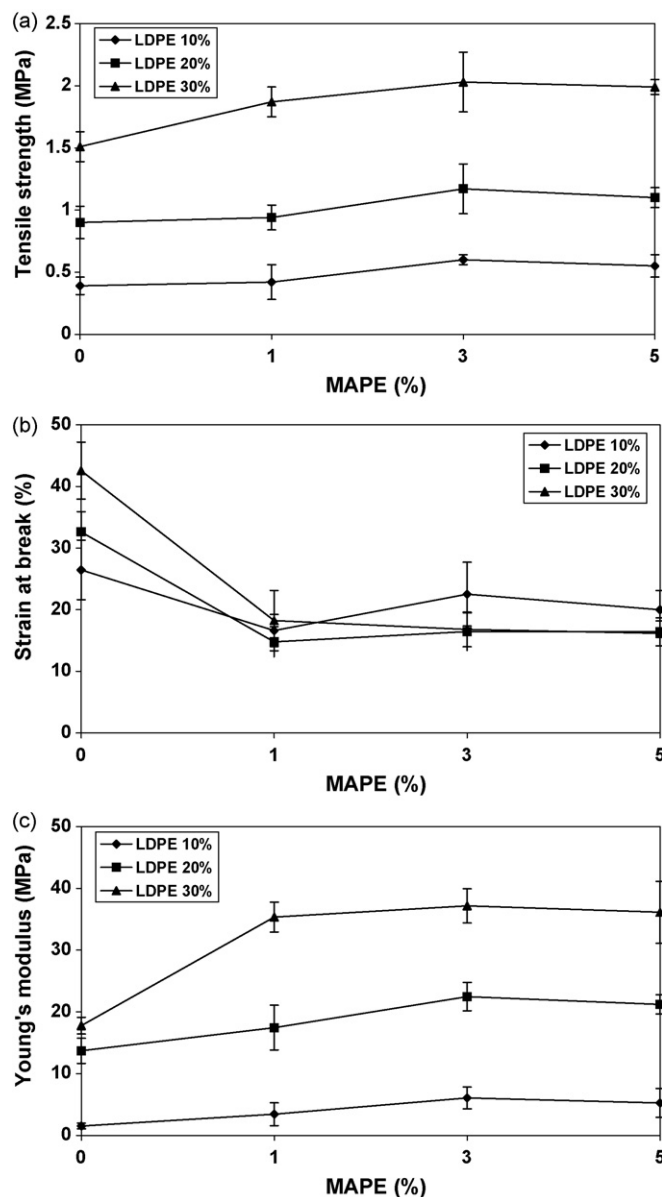 (a)
2.5
2
1.5
1
0.5
0
Tensile strength (MPa)
LDPE 10%
LDPE 20%
LDPE 30%
0 1 3 5
MAPE (%)
(b)
50
40
30
20
10
0
Strain at break (%)
LDPE 10%
LDPE 20%
LDPE 30%
0 1 3 5
MAPE (%)
(c)
50
40
30
20
10
0
Young's modulus (MPa)
LDPE 10%
LDPE 20%
LDPE 30%
0 1 3 5
MAPE (%)